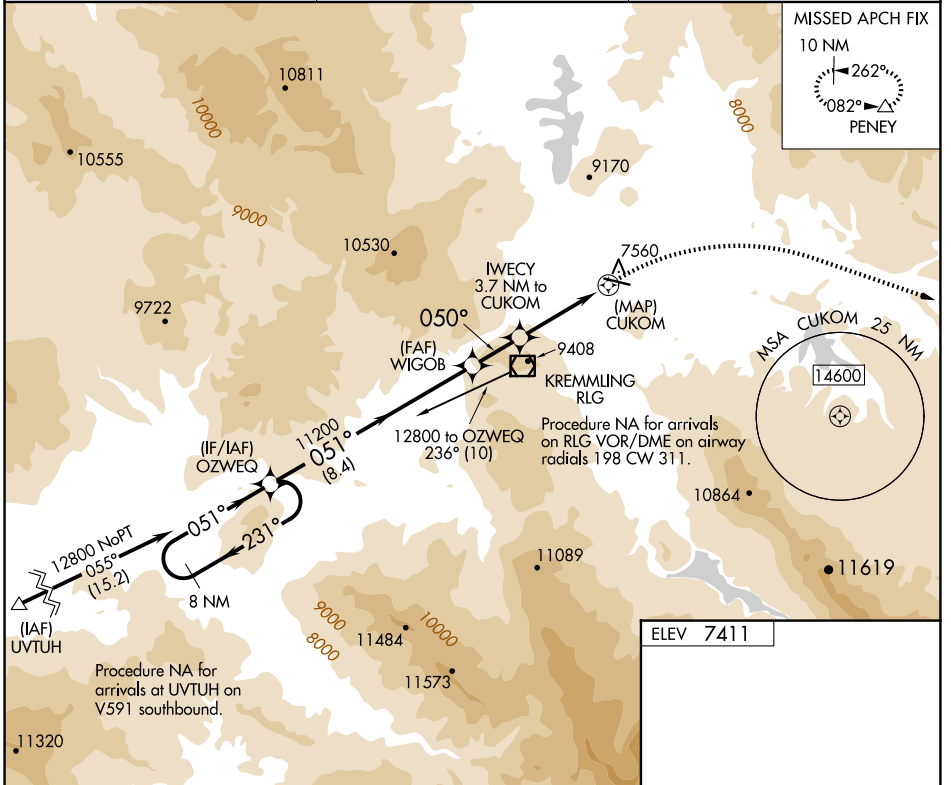 MISSED APCH FIX
10 NM
262°
082°
PENEY
10811
10000
8000
10555
9170
9000
10530
7560
IWECY
3.7 NM to
CUKOM
(MAP)
CUKOM
9722
050°
(FAF)
WIGOB
9408
KREMMLING
RLG
MSA CUKOM 25 NM
14600
11200
051°
(8.4)
12800 to OZWEQ
236° (10)
Procedure NA for arrivals
on RLG VOR/DME on airway
radials 198 CW 311.
(IF/IAF)
OZWEQ
10864
051°
231°
12800 NoPT
055°
(15.2)
8 NM
11089
11619
(IAF)
UVTUH
9000
8000
10000
11484
11573
Procedure NA for
arrivals at UVTUH on
V591 southbound.
11320
ELEV 7411